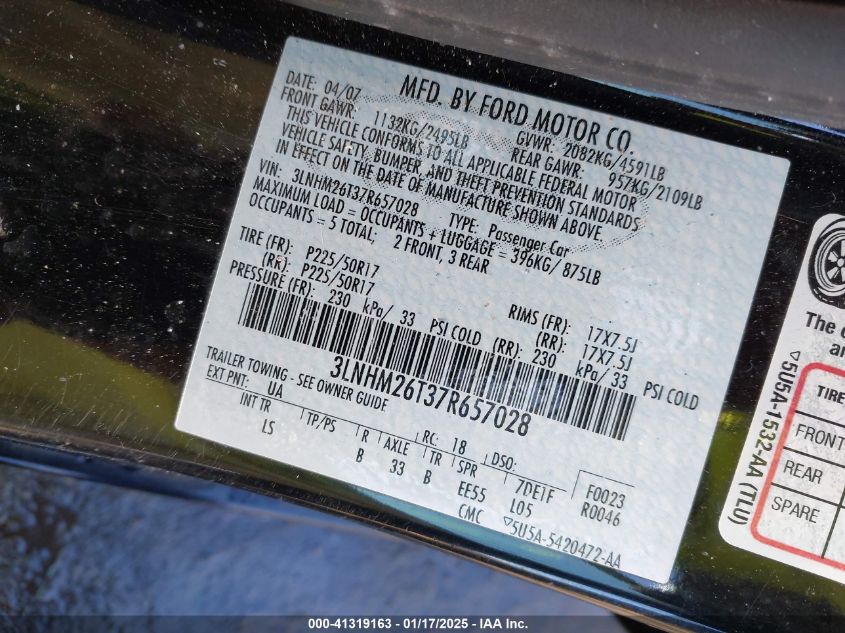 MFD. BY FORD MOTOR CO.
DATE: 04/07 GVWR: 2082KG/4591LB
FRONT GAWR: 1132KG/2495LB REAR GAWR: 957KG/2109LB
THIS VEHICLE CONFORMS TO ALL APPLICABLE FEDERAL MOTOR
VEHICLE SAFETY, BUMPER, AND THEFT PREVENTION STANDARDS
IN EFFECT ON THE DATE OF MANUFACTURE SHOWN ABOVE.
VIN: 3LNHM26T37R657028 TYPE: Passenger Car
MAXIMUM LOAD = OCCUPANTS + LUGGAGE = 396KG/ 875LB
OCCUPANTS = 5 TOTAL; 2 FRONT, 3 REAR
TIRE (FR): P225/50R17 RIMS (FR): 17X7.5J
(RR): P225/50R17 (RR): 17X7.5J
PRESSURE (FR): 230 kPa/ 33 PSI COLD (RR): 230 kPa/ 33 PSI COLD
3LNHM26T37R657028
TRAILER TOWING - SEE OWNER GUIDE
EXT PNT: UA RC: 18 DSO: F0023
INT TR TP/PS R AXLE TR SPR R0046
LS B 33 B EE55 7DE1F
L05
CMC ▽5U5A-5420472-AA
The c
an
TIRE
FRONT
REAR
SPARE
▽5U5A-1532-AA (TL0)
000-41319163 - 01/17/2025 - IAA Inc.